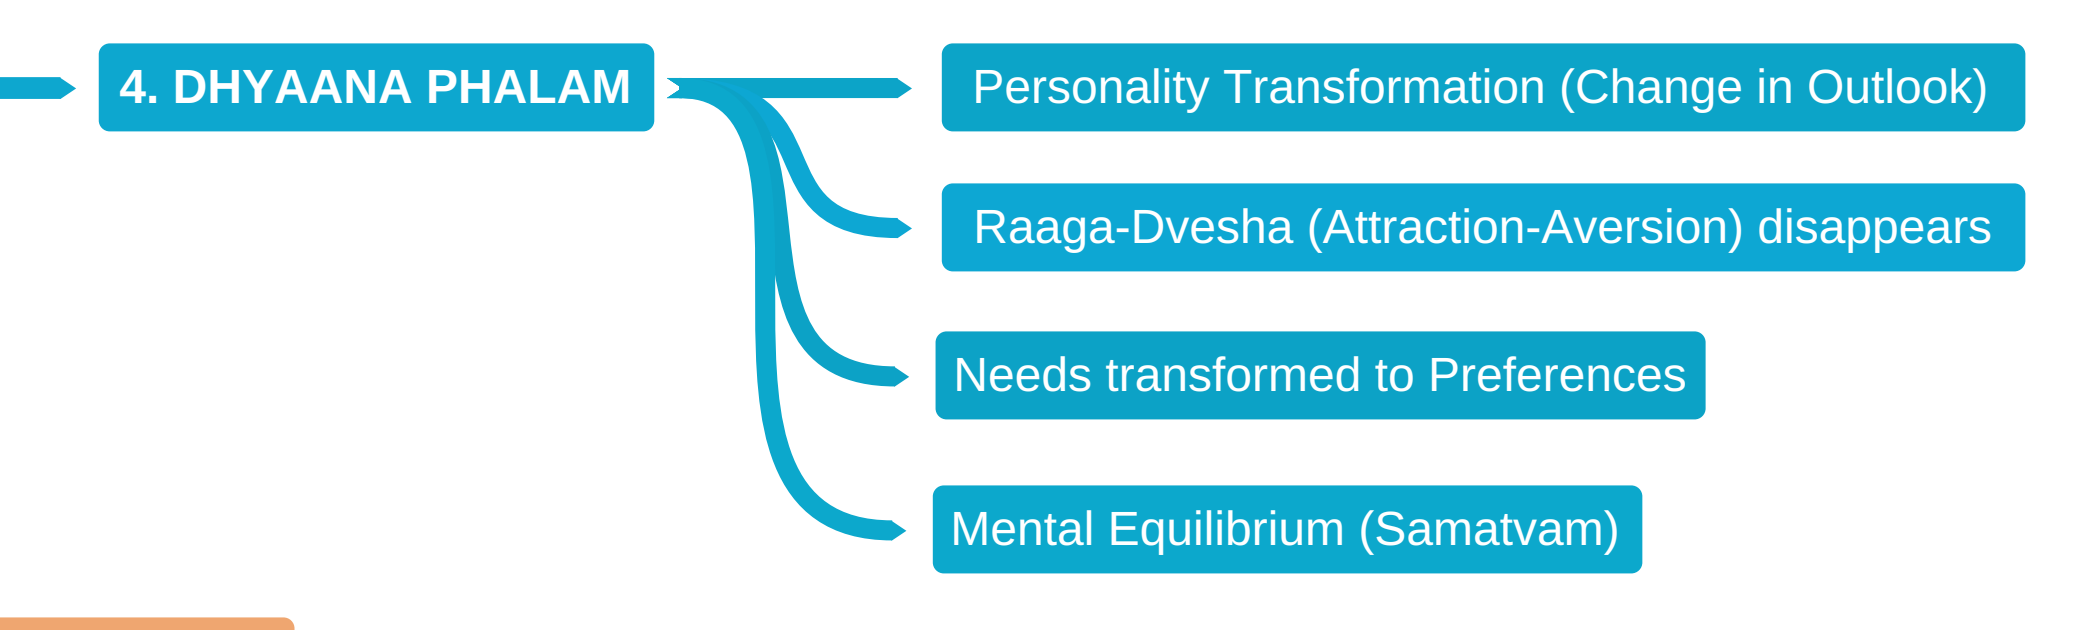 4. DHYAANA PHALAM
Personality Transformation (Change in Outlook)
Raaga-Dvesha (Attraction-Aversion) disappears
Needs transformed to Preferences
Mental Equilibrium (Samatvam)